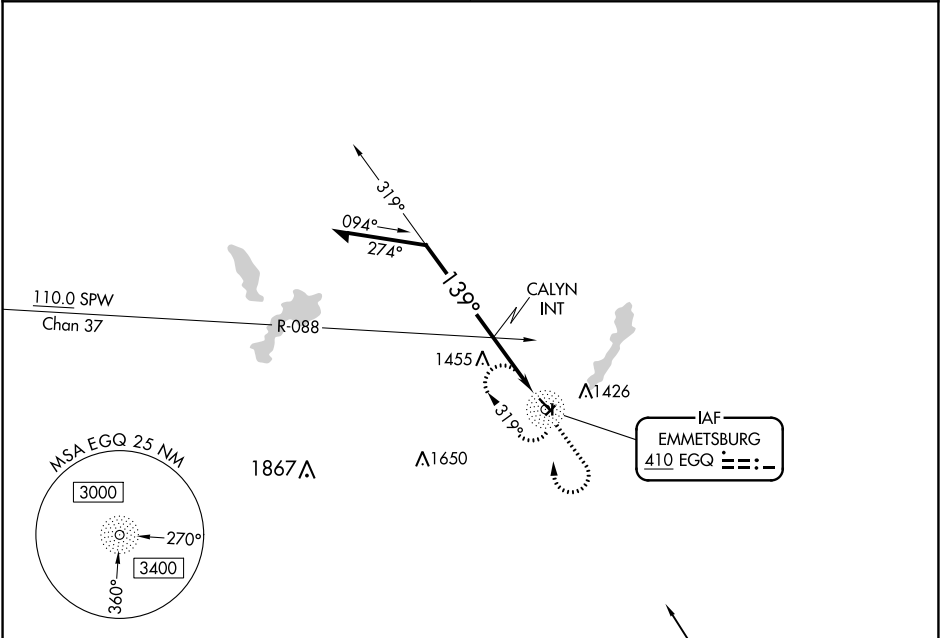 319°
094°
274°
139°
CALYN
INT
110.0 SPW
Chan 37
R-088
1455
1426
319°
IAF
EMMETSBURG
410 EGQ
1867
1650
MSA EGQ 25 NM
3000
270°
3400
360°